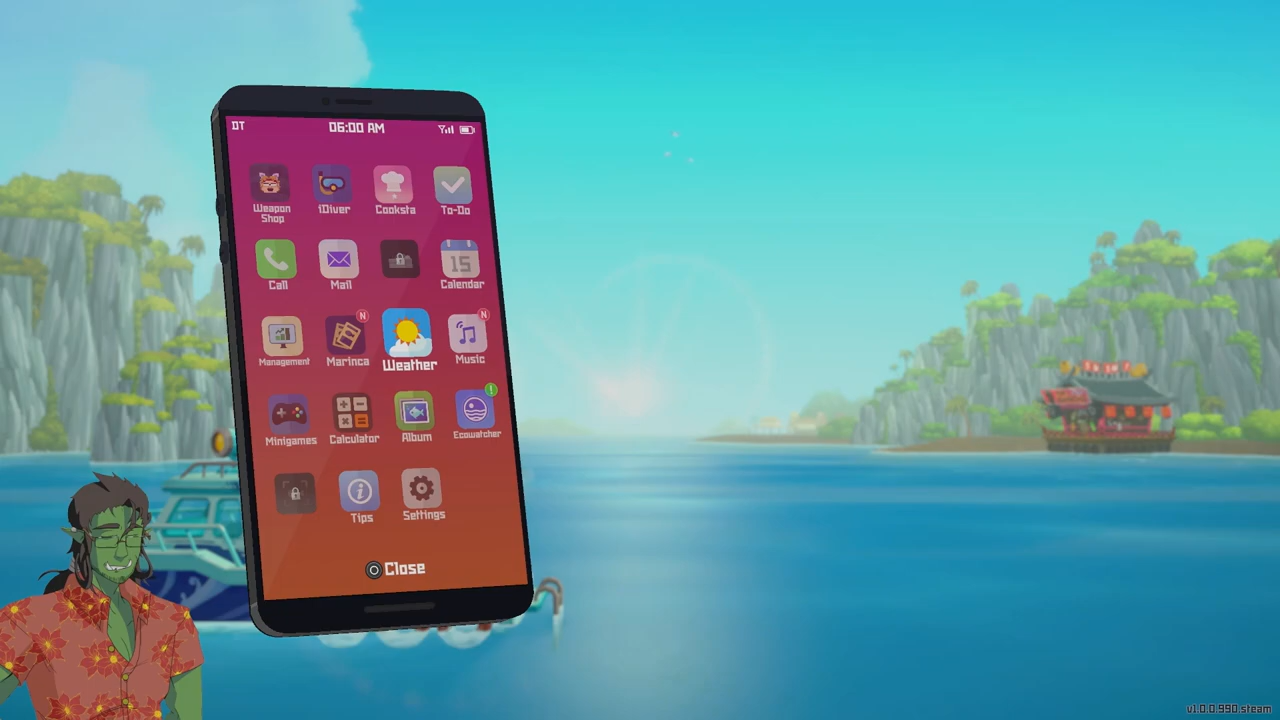 DT
06:00 AM
Weapon
Shop
iDiver
Cooksta
To-Do
Call
Mail
15
Calendar
Management
N
Marinca
Weather
N
Music
Minigames
Calculator
Album
!
Ecowatcher
Tips
Settings
Close
v1.0.0.990.steam